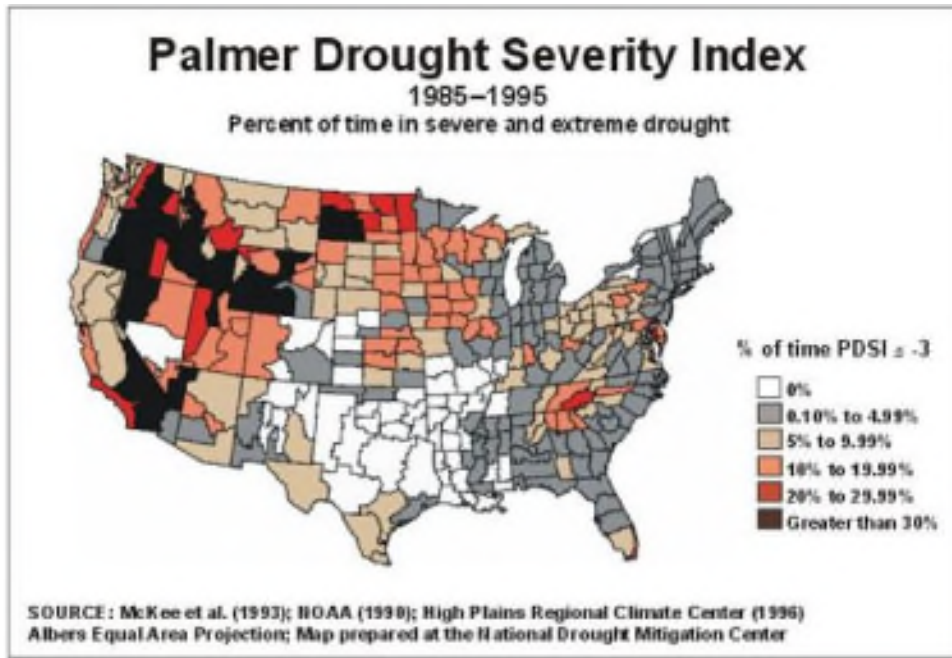 Palmer Drought Severity Index
1985–1995
Percent of time in severe and extreme drought
% of time PDSI ≤ -3
0%
0.10% to 4.99%
5% to 9.99%
10% to 19.99%
20% to 29.99%
Greater than 30%
SOURCE: McKee et al. (1993); NOAA (1990); High Plains Regional Climate Center (1996)
Albers Equal Area Projection; Map prepared at the National Drought Mitigation Center